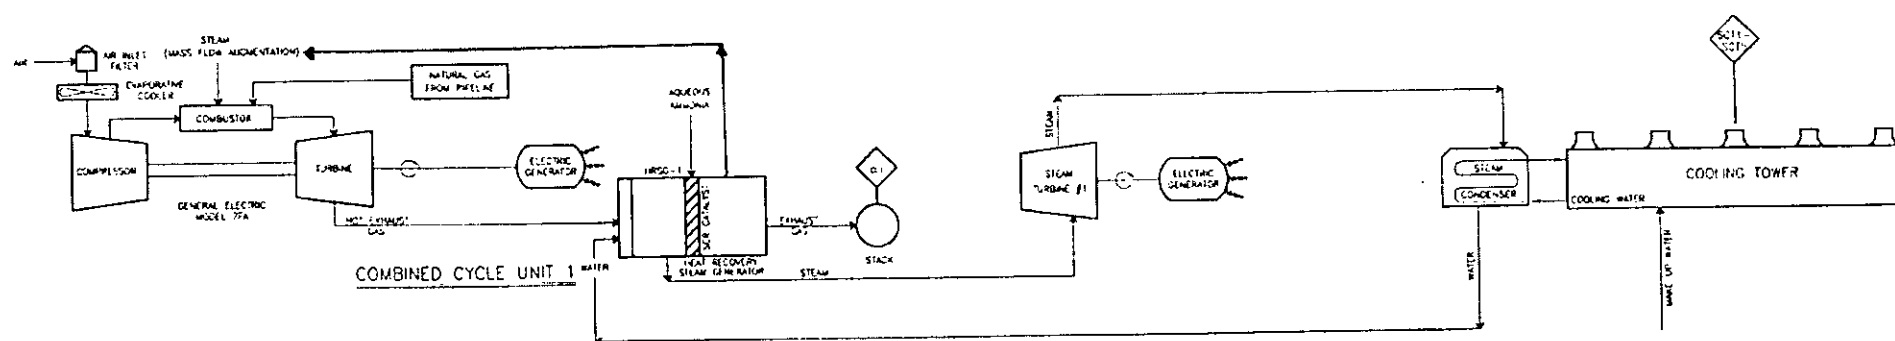 AIR
AIR INLET
FILTER
STEAM
(MASS FLOW AUGMENTATION)
EVAPORATIVE
COOLER
NATURAL GAS
FROM PIPELINE
COMBUSTOR
COMPRESSOR
TURBINE
GENERAL ELECTRIC
MODEL 7FA
ELECTRIC
GENERATOR
HOT EXHAUST
GAS
AQUEOUS
AMMONIA
HRSG-1
SCR CATALYST
HEAT RECOVERY
STEAM GENERATOR
EXHAUST
GAS
STACK
WATER
STEAM
COMBINED CYCLE UNIT 1
STEAM
STEAM
TURBINE #1
ELECTRIC
GENERATOR
STEAM
CONDENSER
COOLING WATER
COOLING TOWER
WATER
MAKE UP WATER